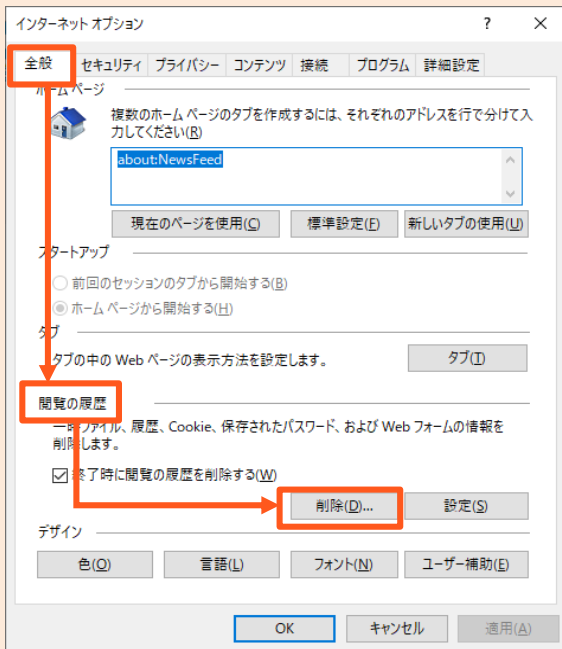 インターネット オプション
?
×
全般 セキュリティ プライバシー コンテンツ 接続 プログラム 詳細設定
ホーム ページ
複数のホーム ページのタブを作成するには、それぞれのアドレスを行で分けて入
力してください(R)
about:NewsFeed
現在のページを使用(C) 標準設定(F) 新しいタブの使用(U)
スタートアップ
前回のセッションのタブから開始する(B)
ホーム ページから開始する(H)
タブ
タブの中の Web ページの表示方法を設定します。 タブ(T)
閲覧の履歴
一時ファイル、履歴、Cookie、保存されたパスワード、および Web フォームの情報を
削除します。
終了時に閲覧の履歴を削除する(W)
削除(D)... 設定(S)
デザイン
色(O) 言語(L) フォント(N) ユーザー補助(E)
OK キャンセル 適用(A)